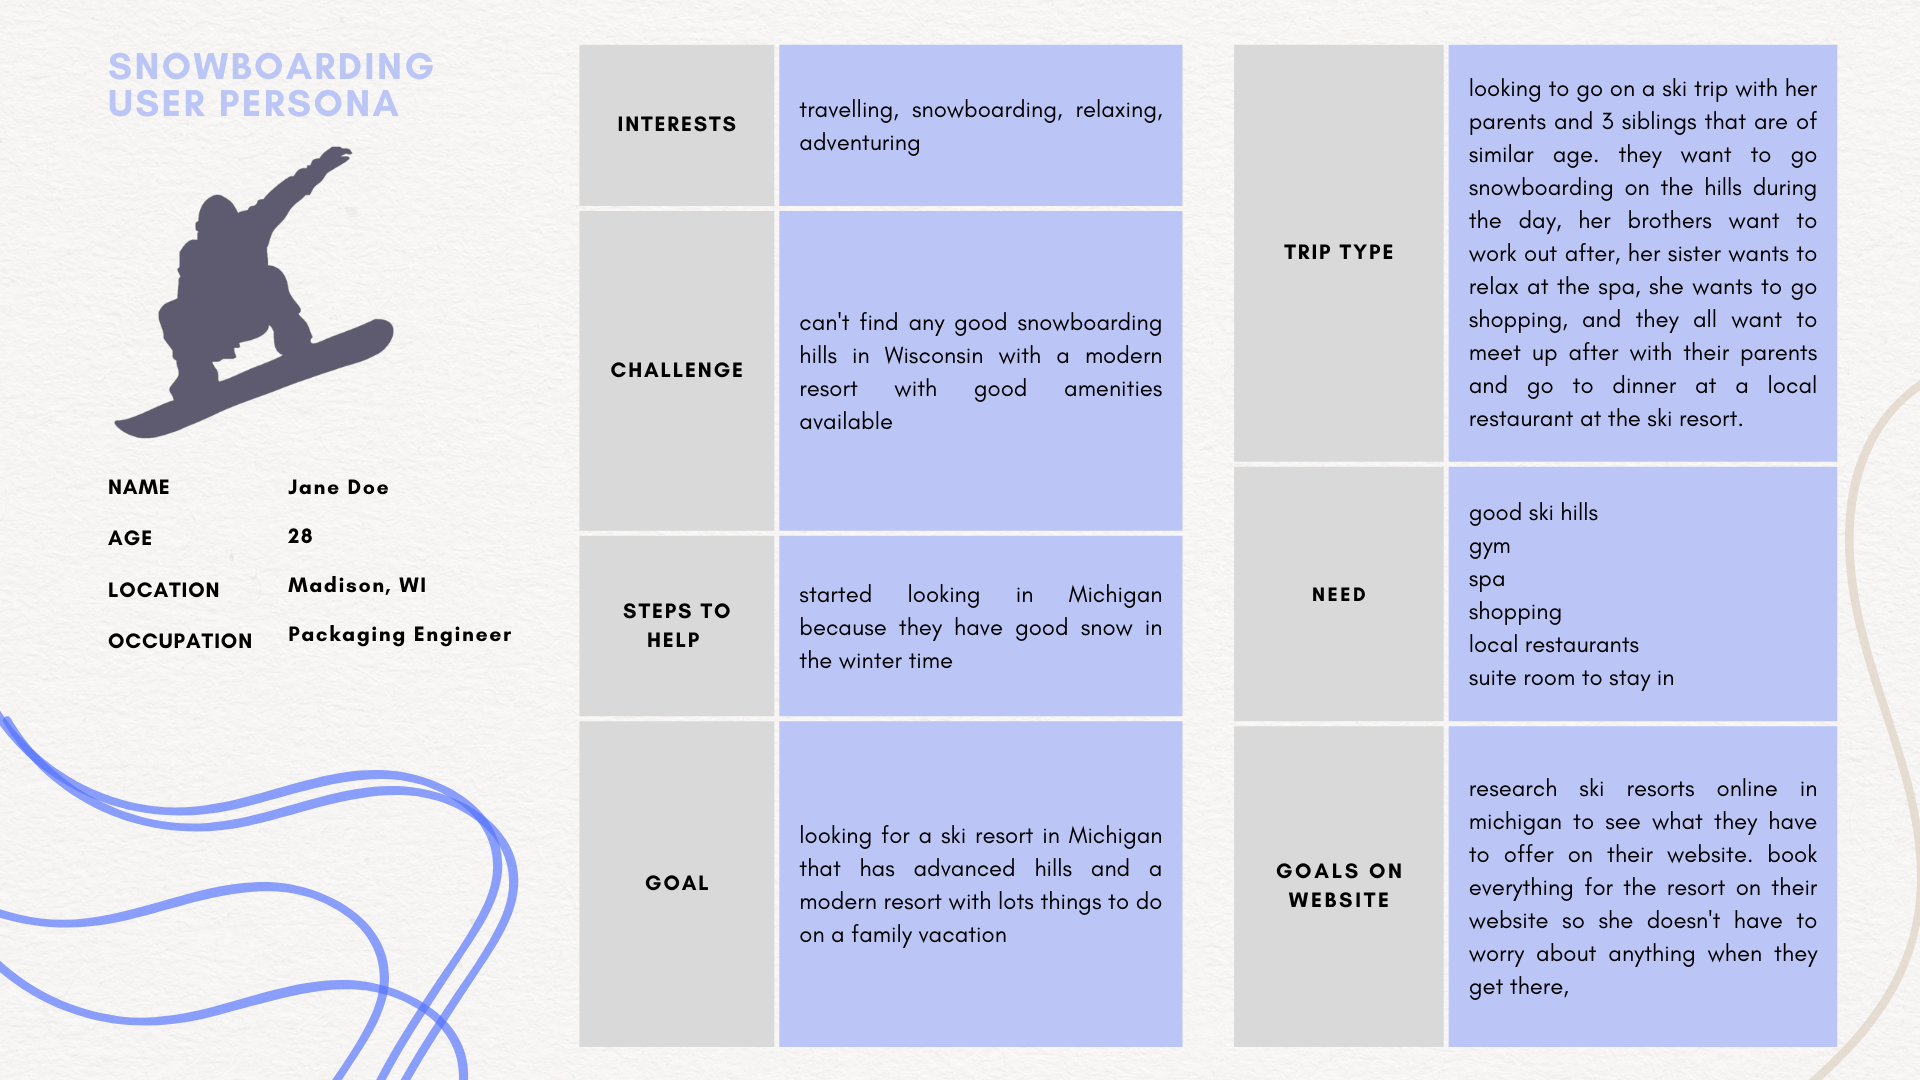 SNOWBOARDING
USER PERSONA
NAME Jane Doe
AGE 28
LOCATION Madison, WI
OCCUPATION Packaging Engineer
INTERESTS
travelling, snowboarding, relaxing,
adventuring
CHALLENGE
can't find any good snowboarding
hills in Wisconsin with a modern
resort with good amenities
available
STEPS TO
HELP
started looking in Michigan
because they have good snow in
the winter time
GOAL
looking for a ski resort in Michigan
that has advanced hills and a
modern resort with lots things to do
on a family vacation
TRIP TYPE
looking to go on a ski trip with her
parents and 3 siblings that are of
similar age. they want to go
snowboarding on the hills during
the day, her brothers want to
work out after, her sister wants to
relax at the spa, she wants to go
shopping, and they all want to
meet up after with their parents
and go to dinner at a local
restaurant at the ski resort.
NEED
good ski hills
gym
spa
shopping
local restaurants
suite room to stay in
GOALS ON
WEBSITE
research ski resorts online in
michigan to see what they have
to offer on their website. book
everything for the resort on their
website so she doesn't have to
worry about anything when they
get there,